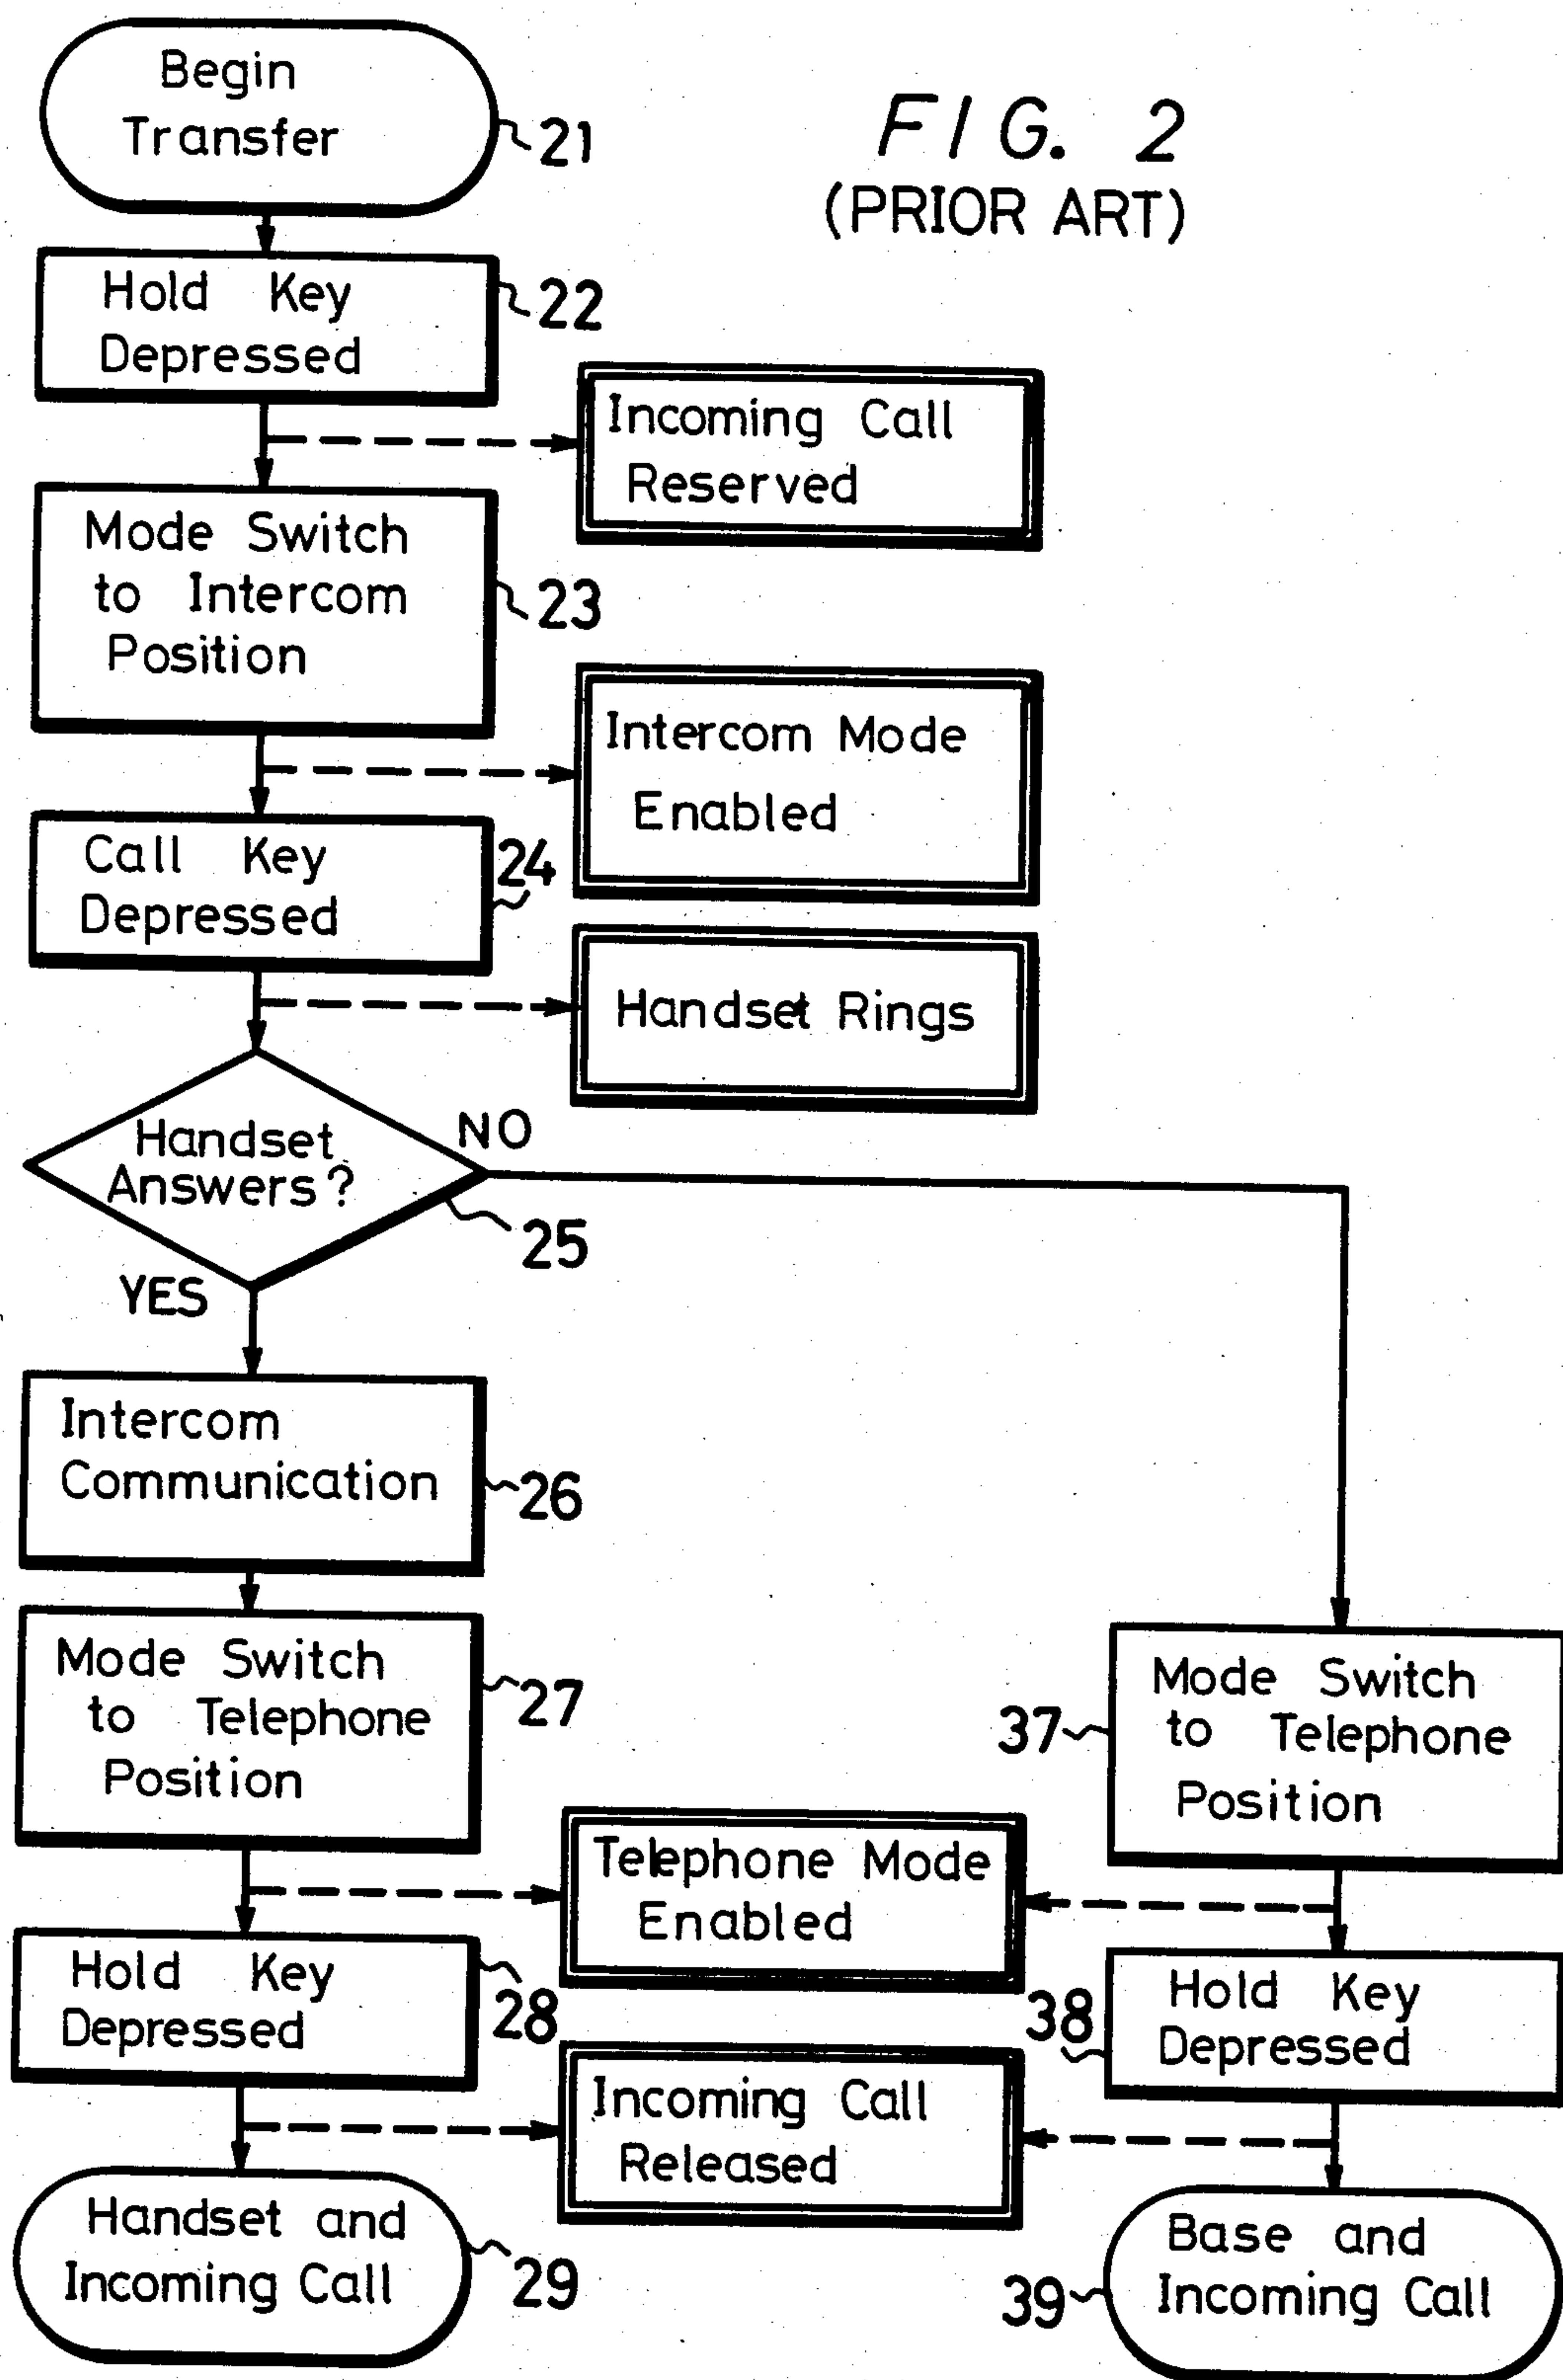 Begin
Transfer
21
FIG. 2
(PRIOR ART)
Hold Key
Depressed
22
Incoming Call
Reserved
Mode Switch
to Intercom
Position
23
Intercom Mode
Enabled
Call Key
Depressed
24
Handset Rings
Handset
Answers?
NO
25
YES
Intercom
Communication
26
Mode Switch
to Telephone
Position
27
37
Mode Switch
to Telephone
Position
Telephone Mode
Enabled
Hold Key
Depressed
28
38
Hold Key
Depressed
Incoming Call
Released
Handset and
Incoming Call
29
39
Base and
Incoming Call